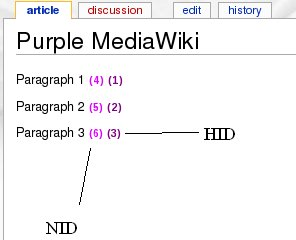 article discussion edit history
Purple MediaWiki
Paragraph 1 (4) (1)
Paragraph 2 (5) (2)
Paragraph 3 (6) (3) HID
NID